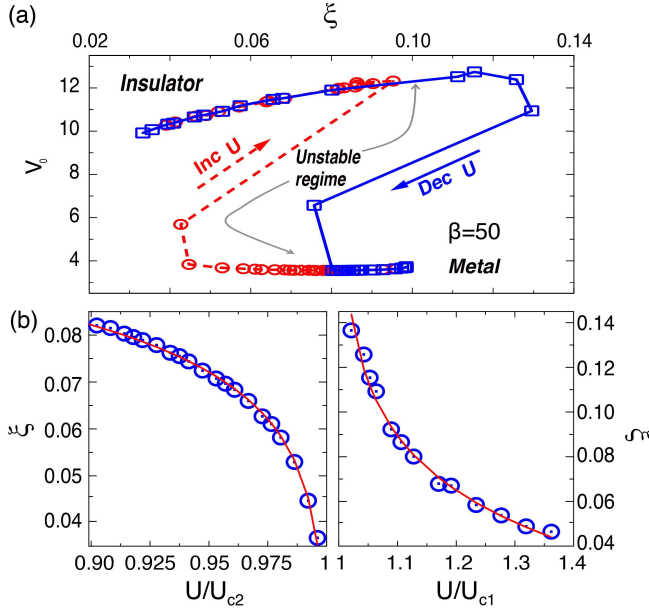 (a)
ξ
0.02 0.06 0.10 0.14
12
10
8
6
4
V₀
Insulator
Inc U
Unstable
regime
Dec U
β=50
Metal
(b)
0.08
0.07
0.06
0.05
0.04
ξ
0.90 0.925 0.95 0.975 1
U/U_c2
0.14
0.12
0.10
0.08
0.06
0.04
1 1.1 1.2 1.3 1.4
U/U_c1